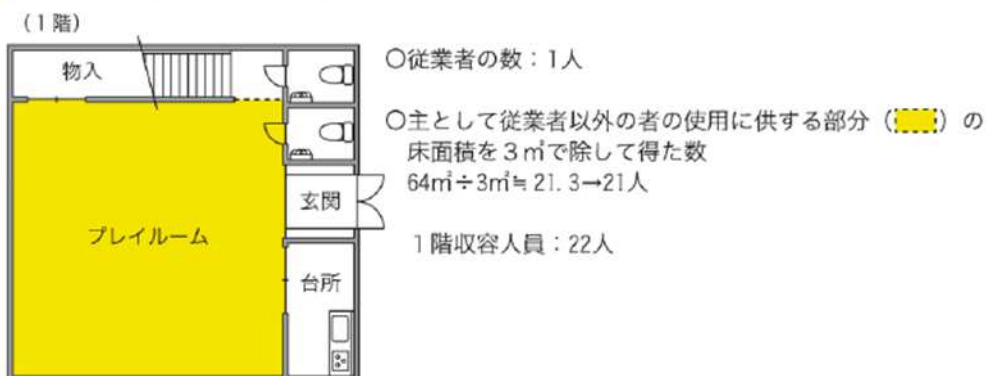 （１階）
物入
プレイルーム
玄関
台所
○従業者の数：1人
○主として従業者以外の者の使用に供する部分（　）の
床面積を３㎡で除して得た数
64㎡÷3㎡≒21.3→21人
１階収容人員：22人